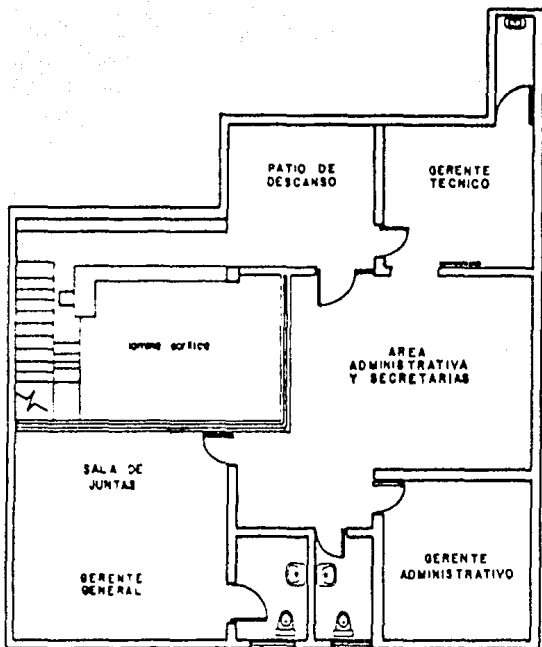 PATIO DE
DESCANSO
GERENTE
TECNICO
AREA
ADMINISTRATIVA
Y SECRETARIAS
SALA DE
JUNTAS
GERENTE
GENERAL
GERENTE
ADMINISTRATIVO